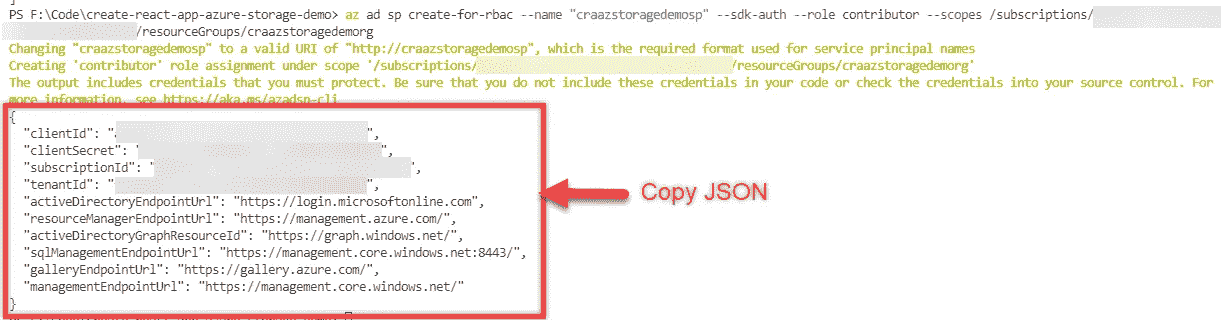 PS F:\Code\create-react-app-azure-storage-demo> az ad sp create-for-rbac --name "craazstoragedemosp" --sdk-auth --role contributor --scopes /subscriptions/
/resourceGroups/craazstoragedemorg
Changing "craazstoragedemosp" to a valid URI of "http://craazstoragedemosp", which is the required format used for service principal names
Creating 'contributor' role assignment under scope '/subscriptions/ /resourceGroups/craazstoragedemorg'
The output includes credentials that you must protect. Be sure that you do not include these credentials in your code or check the credentials into your source control. For
more information, see https://aka.ms/azadsp-cli
{
"clientId": " ",
"clientSecret": " ",
"subscriptionId": " ",
"tenantId": " ",
"activeDirectoryEndpointUrl": "https://login.microsoftonline.com",
"resourceManagerEndpointUrl": "https://management.azure.com/",
"activeDirectoryGraphResourceId": "https://graph.windows.net/",
"sqlManagementEndpointUrl": "https://management.core.windows.net:8443/",
"galleryEndpointUrl": "https://gallery.azure.com/",
"managementEndpointUrl": "https://management.core.windows.net/"
}
Copy JSON